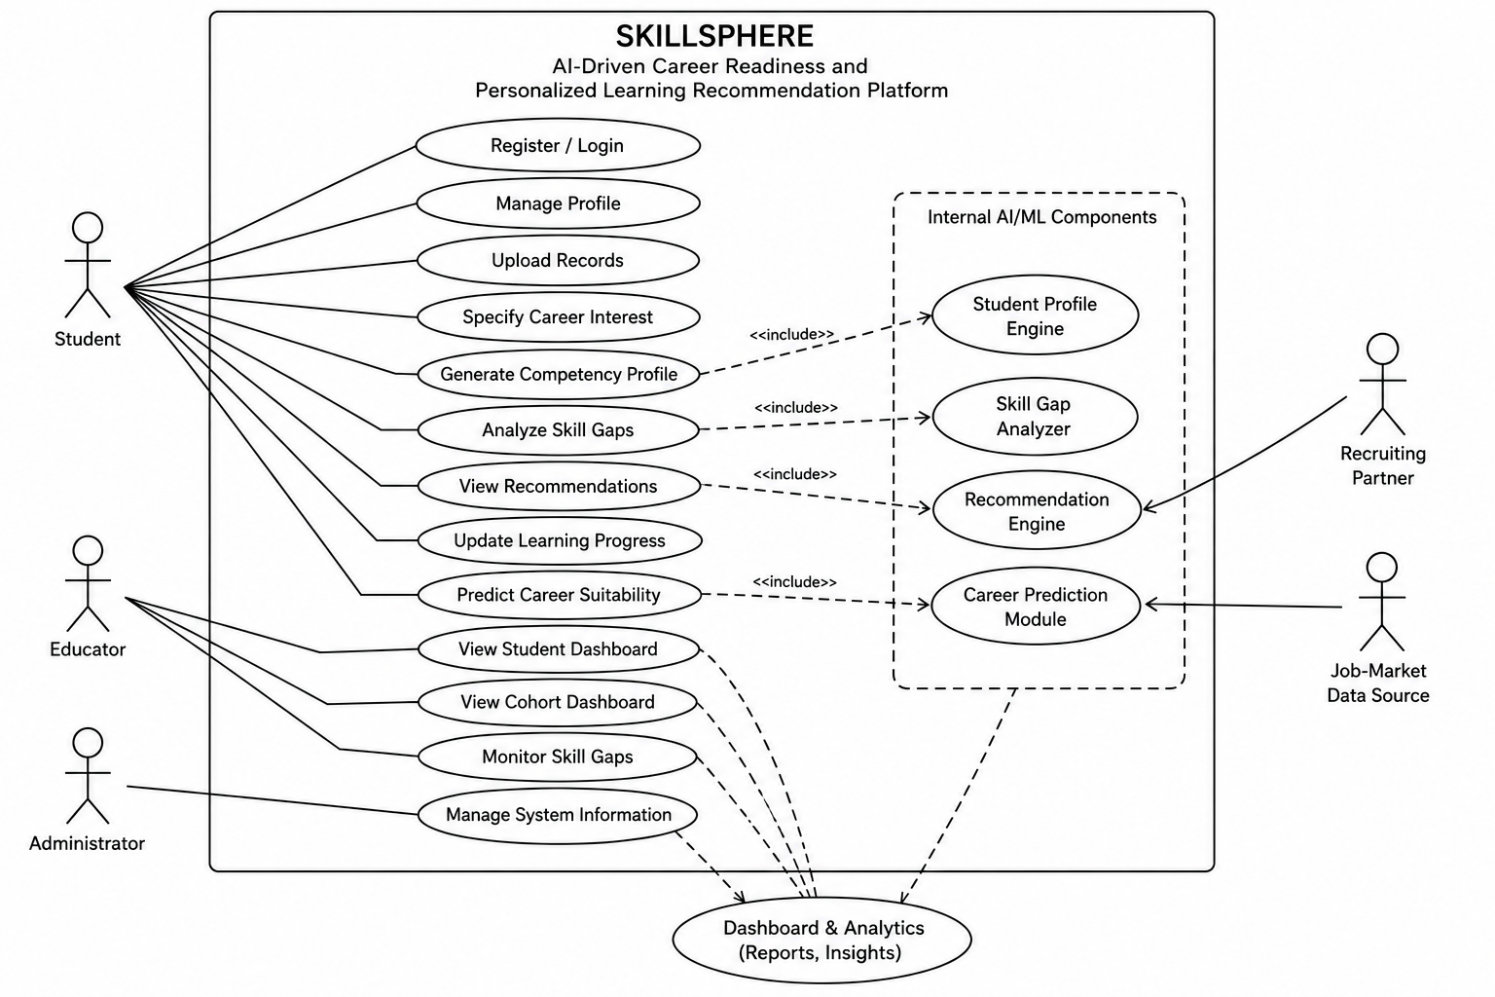 SKILLSPHERE
AI-Driven Career Readiness and
Personalized Learning Recommendation Platform
Register / Login
Manage Profile
Upload Records
Specify Career Interest
Generate Competency Profile
Analyze Skill Gaps
View Recommendations
Update Learning Progress
Predict Career Suitability
View Student Dashboard
View Cohort Dashboard
Monitor Skill Gaps
Manage System Information
Student
Educator
Administrator
<<include>>
<<include>>
<<include>>
<<include>>
Internal AI/ML Components
Student Profile
Engine
Skill Gap
Analyzer
Recommendation
Engine
Career Prediction
Module
Recruiting
Partner
Job-Market
Data Source
Dashboard & Analytics
(Reports, Insights)